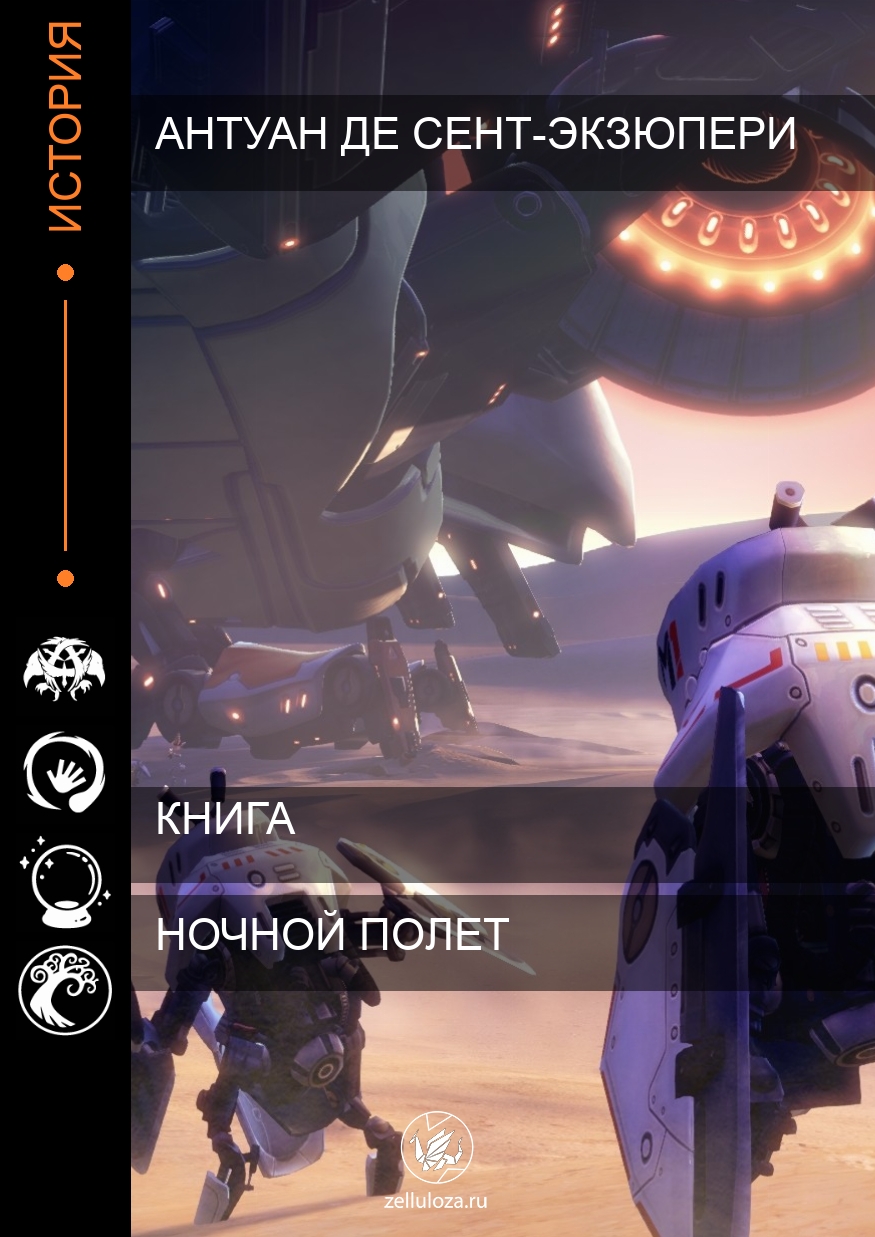 ИСТОРИЯ
АНТУАН ДЕ СЕНТ-ЭКЗЮПЕРИ
КНИГА
НОЧНОЙ ПОЛЕТ
zelluloza.ru